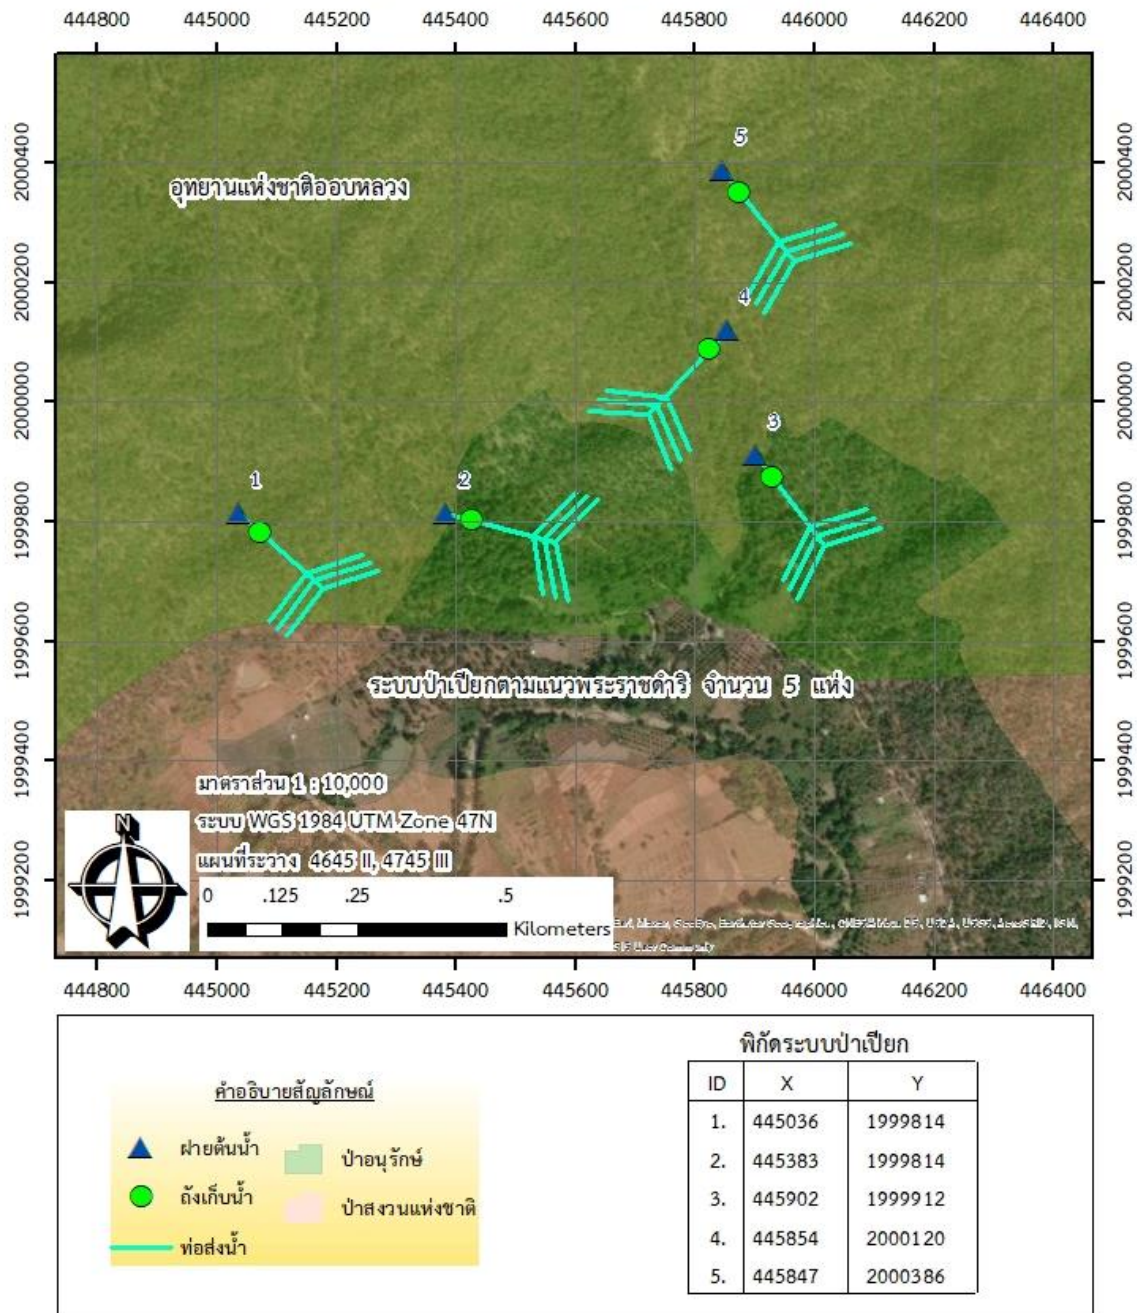 444800 445000 445200 445400 445600 445800 446000 446200 446400
2000400
2000200
2000000
1999800
1999600
1999400
1999200
2000400
2000200
2000000
1999800
1999600
1999400
1999200
5
อุทยานแห่งชาติออบหลวง
4
3
1
2
ระบบป่าเปียกตามแนวพระราชดำริ จำนวน 5 แห่ง
มาตราส่วน 1 : 10,000
ระบบ WGS 1984 UTM Zone 47N
แผนที่ระวาง 4645 II, 4745 III
N
0 .125 .25 .5
Kilometers
User Community
444800 445000 445200 445400 445600 445800 446000 446200 446400
คำอธิบายสัญลักษณ์
ฝายต้นน้ำ
ป่าอนุรักษ์
ถังเก็บน้ำ
ป่าสงวนแห่งชาติ
ท่อส่งน้ำ
พิกัดระบบป่าเปียก
ID X Y
1. 445036 1999814
2. 445383 1999814
3. 445902 1999912
4. 445854 2000120
5. 445847 2000386